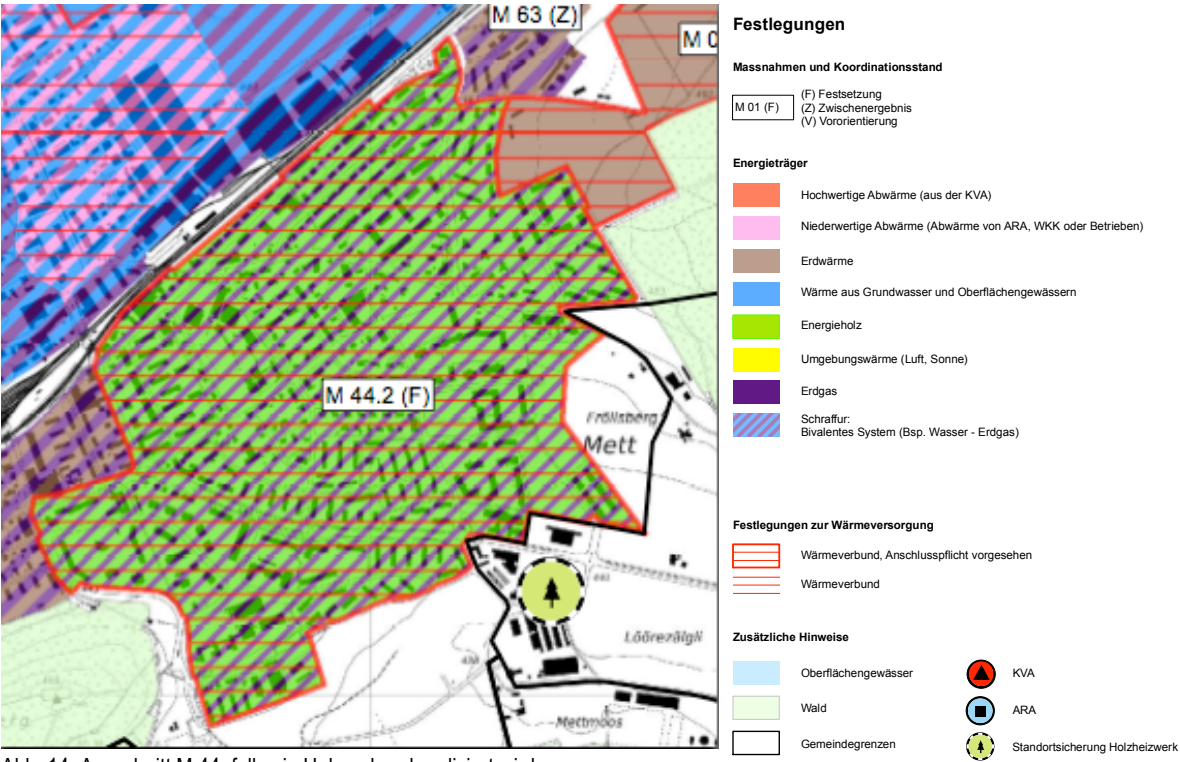 M 63 (Z)
M 0
M 44.2 (F)
Fröllsberg
Mett
Löörezälgli
Mettmoos
Festlegungen
Massnahmen und Koordinationsstand
M 01 (F)
(F) Festsetzung
(Z) Zwischenergebnis
(V) Vororientierung
Energieträger
Hochwertige Abwärme (aus der KVA)
Niederwertige Abwärme (Abwärme von ARA, WKK oder Betrieben)
Erdwärme
Wärme aus Grundwasser und Oberflächengewässern
Energieholz
Umgebungswärme (Luft, Sonne)
Erdgas
Schraffur:
Bivalentes System (Bsp. Wasser - Erdgas)
Festlegungen zur Wärmeversorgung
Wärmeverbund, Anschlusspflicht vorgesehen
Wärmeverbund
Zusätzliche Hinweise
Oberflächengewässer
KVA
Wald
ARA
Gemeindegrenzen
Standortsicherung Holzheizwerk